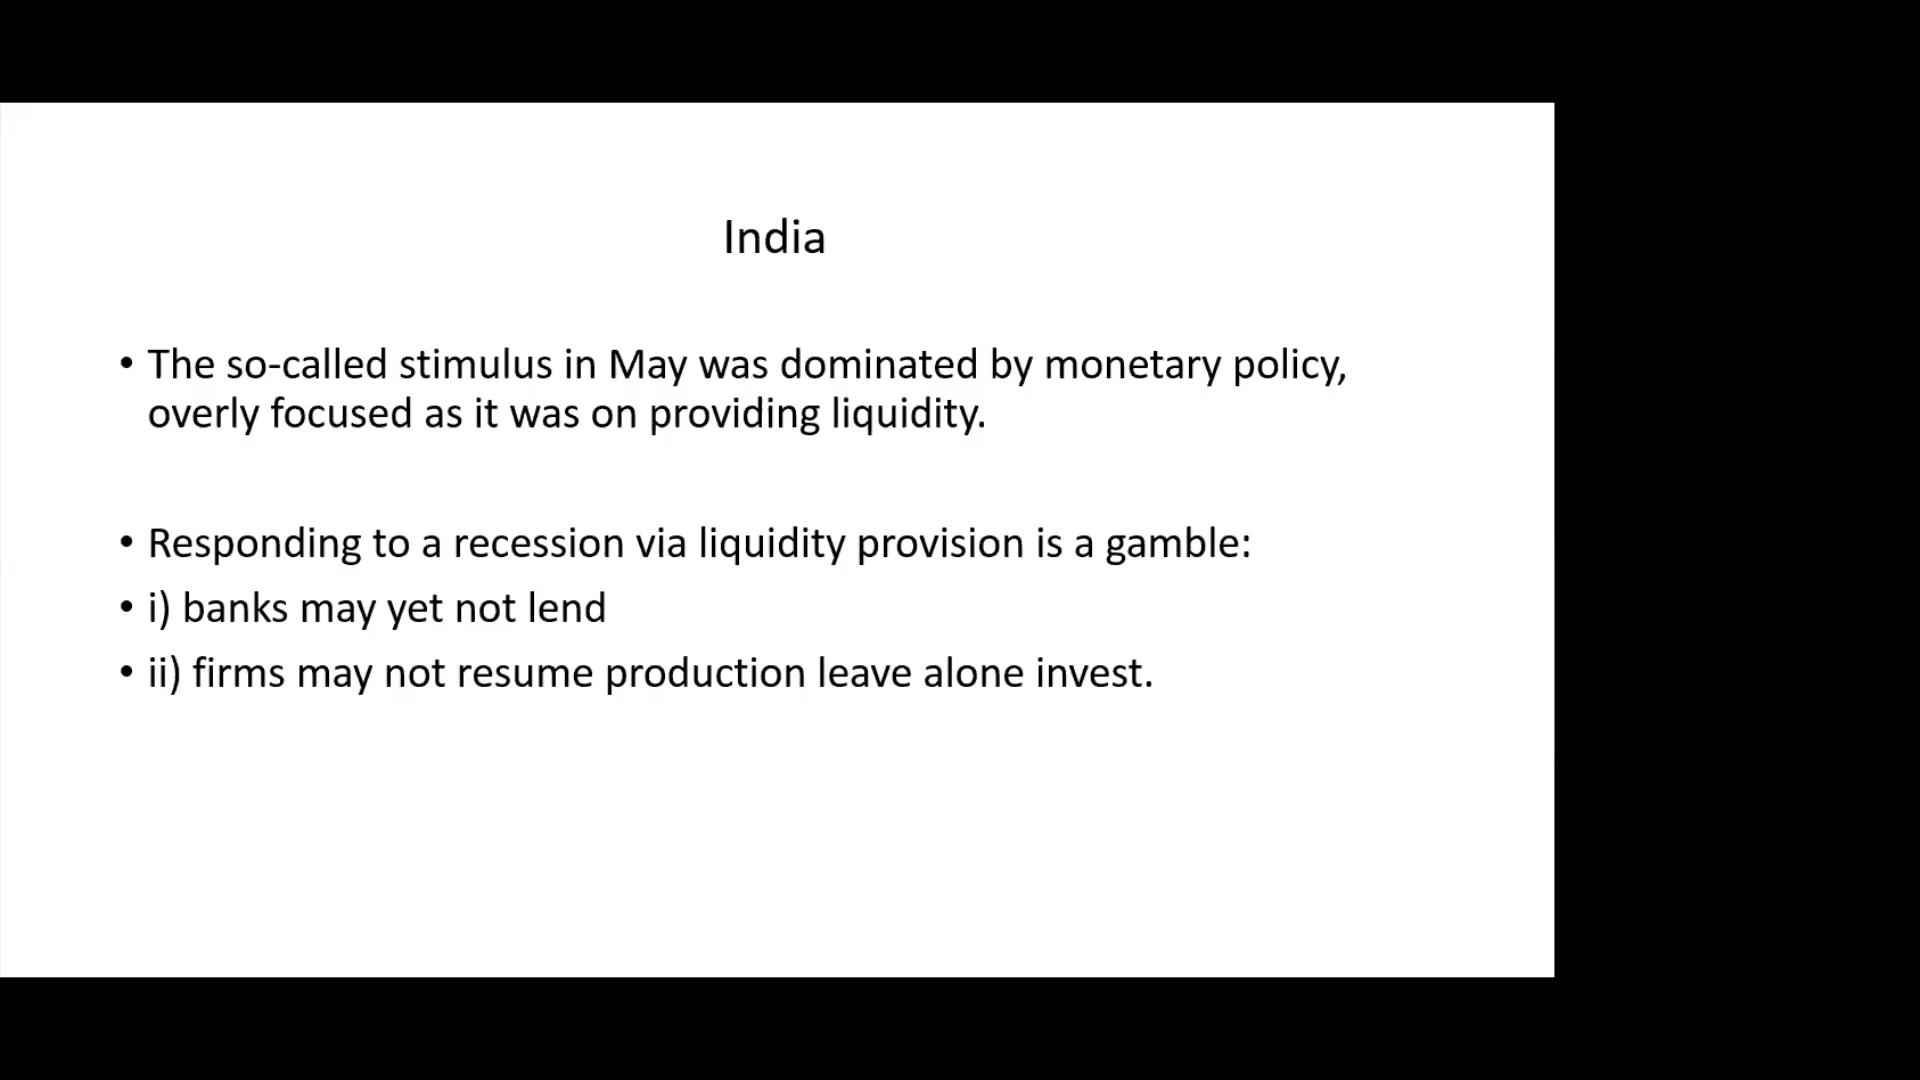 India
• The so-called stimulus in May was dominated by monetary policy,
overly focused as it was on providing liquidity.
• Responding to a recession via liquidity provision is a gamble:
• i) banks may yet not lend
• ii) firms may not resume production leave alone invest.